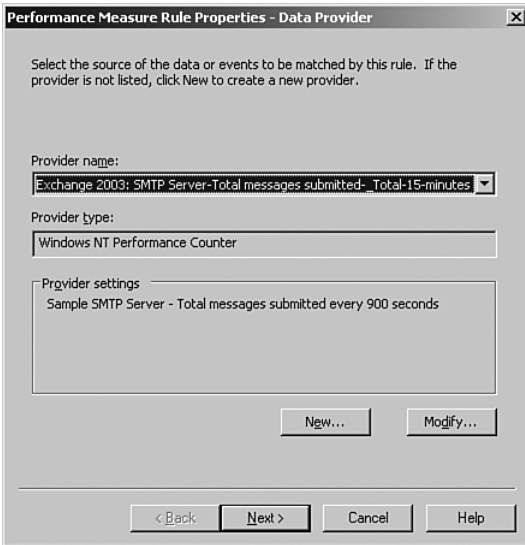 Performance Measure Rule Properties - Data Provider
Select the source of the data or events to be matched by this rule. If the
provider is not listed, click New to create a new provider.
Provider name:
Exchange 2003: SMTP Server-Total messages submitted-_Total-15-minutes
Provider type:
Windows NT Performance Counter
Provider settings
Sample SMTP Server - Total messages submitted every 900 seconds
New...
Modify...
< Back
Next >
Cancel
Help